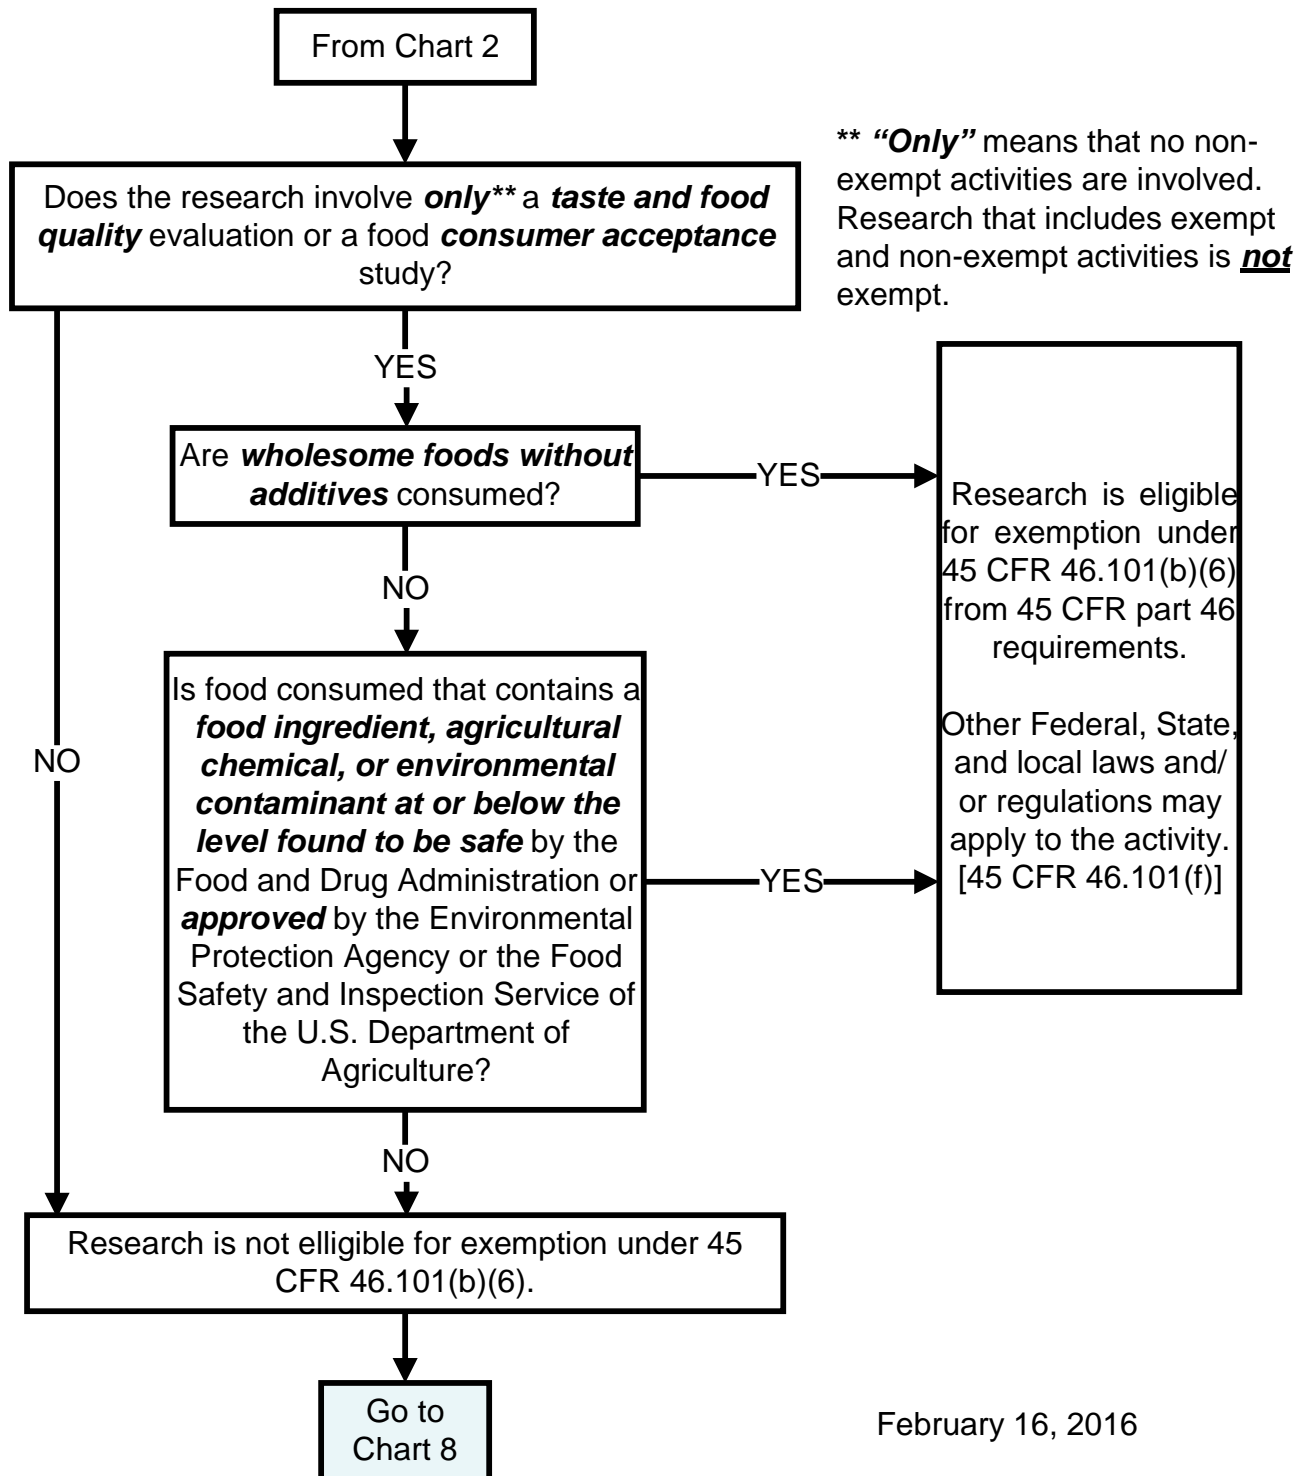 From Chart 2
Does the research involve only** a taste and food
quality evaluation or a food consumer acceptance
study?
** “Only” means that no non-
exempt activities are involved.
Research that includes exempt
and non-exempt activities is not
exempt.
YES
Are wholesome foods without
additives consumed?
YES
NO
Research is eligible
for exemption under
45 CFR 46.101(b)(6)
from 45 CFR part 46
requirements.
Other Federal, State,
and local laws and/
or regulations may
apply to the activity.
[45 CFR 46.101(f)]
Is food consumed that contains a
food ingredient, agricultural
chemical, or environmental
contaminant at or below the
level found to be safe by the
Food and Drug Administration or
approved by the Environmental
Protection Agency or the Food
Safety and Inspection Service of
the U.S. Department of
Agriculture?
NO
YES
NO
Research is not elligible for exemption under 45
CFR 46.101(b)(6).
Go to
Chart 8
February 16, 2016